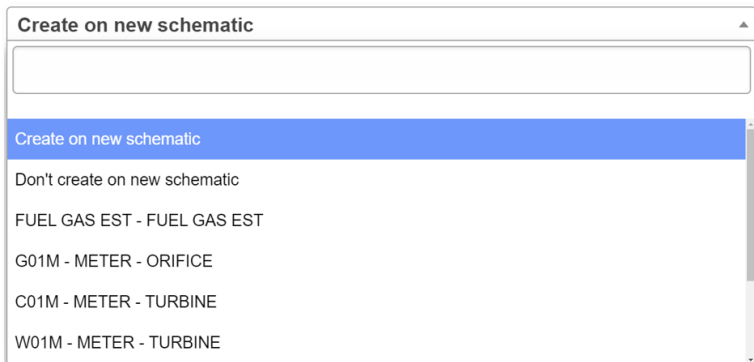 Create on new schematic
Create on new schematic
Don't create on new schematic
FUEL GAS EST - FUEL GAS EST
G01M - METER - ORIFICE
C01M - METER - TURBINE
W01M - METER - TURBINE